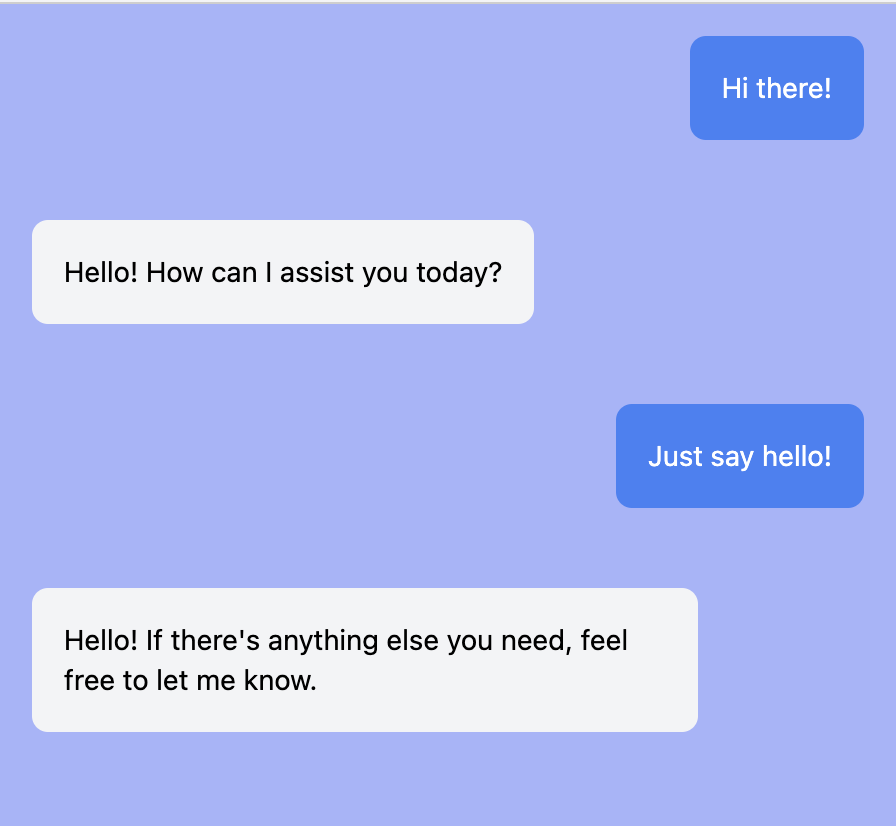 Hi there!
Hello! How can I assist you today?
Just say hello!
Hello! If there's anything else you need, feel
free to let me know.